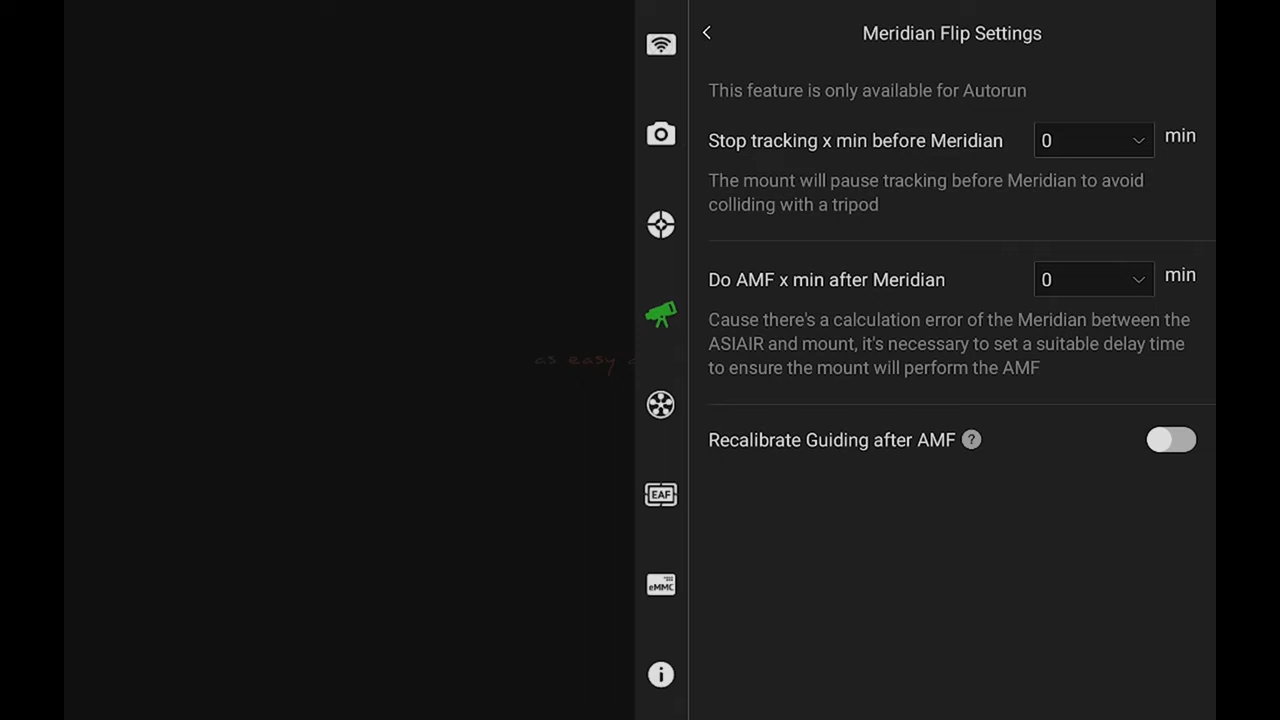 Meridian Flip Settings
This feature is only available for Autorun
Stop tracking x min before Meridian 0 min
The mount will pause tracking before Meridian to avoid
colliding with a tripod
Do AMF x min after Meridian 0 min
Cause there's a calculation error of the Meridian between the
ASIAIR and mount, it's necessary to set a suitable delay time
to ensure the mount will perform the AMF
as easy
Recalibrate Guiding after AMF ?
EAF
eMMC
i